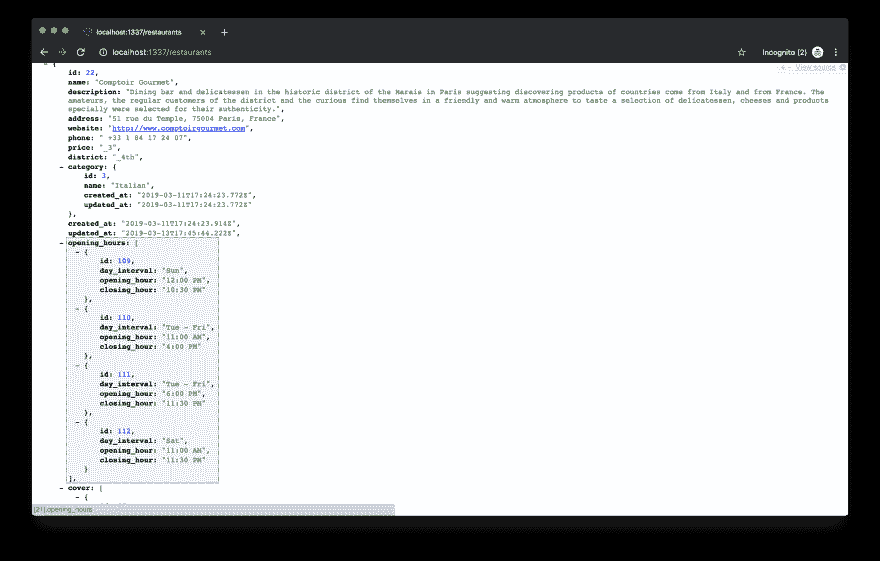 localhost:1337/restaurants
localhost:1337/restaurants
Incognito (2)
- {
View source
id: 22,
name: "Comptoir Gourmet",
description: "Dining bar and delicatessen in the historic district of the Marais in Paris suggesting discovering products of countries come from Italy and from France. The
amateurs, the regular customers of the district and the curious find themselves in a friendly and warm atmosphere to taste a selection of delicatessen, cheeses and products
specially were selected for their authenticity.",
address: "51 rue du Temple, 75004 Paris, France",
website: "http://www.comptoirgourmet.com",
phone: " +33 1 84 17 24 07",
price: "_3",
district: "_4th",
- category: {
id: 3,
name: "Italian",
created_at: "2019-03-11T17:24:23.772Z",
updated_at: "2019-03-11T17:24:23.772Z"
},
created_at: "2019-03-11T17:24:23.914Z",
updated_at: "2019-03-13T17:45:44.222Z",
- opening_hours: [
- {
id: 109,
day_interval: "Sun",
opening_hour: "12:00 PM",
closing_hour: "10:30 PM"
},
- {
id: 110,
day_interval: "Tue - Fri",
opening_hour: "11:00 AM",
closing_hour: "4:00 PM"
},
- {
id: 111,
day_interval: "Tue - Fri",
opening_hour: "6:00 PM",
closing_hour: "11:30 PM"
},
- {
id: 112,
day_interval: "Sat",
opening_hour: "11:00 AM",
closing_hour: "11:30 PM"
}
],
- cover: [
- {
[21].opening_hours